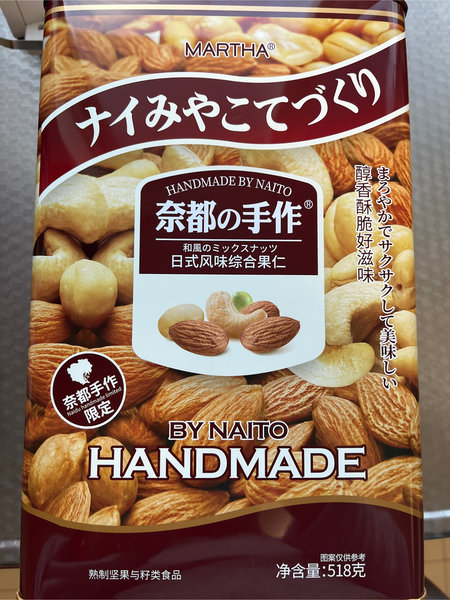 MARTHA®
ナイみやこてづくり
HANDMADE BY NAITO
奈都の手作®
和風のミックスナッツ
日式风味综合果仁
まろやかでサクサクして美味しい
醇香酥脆好滋味
奈都手作
Naidu handmade limited
限定
BY NAITO
HANDMADE
图案仅供参考
熟制坚果与籽类食品
净含量:518克